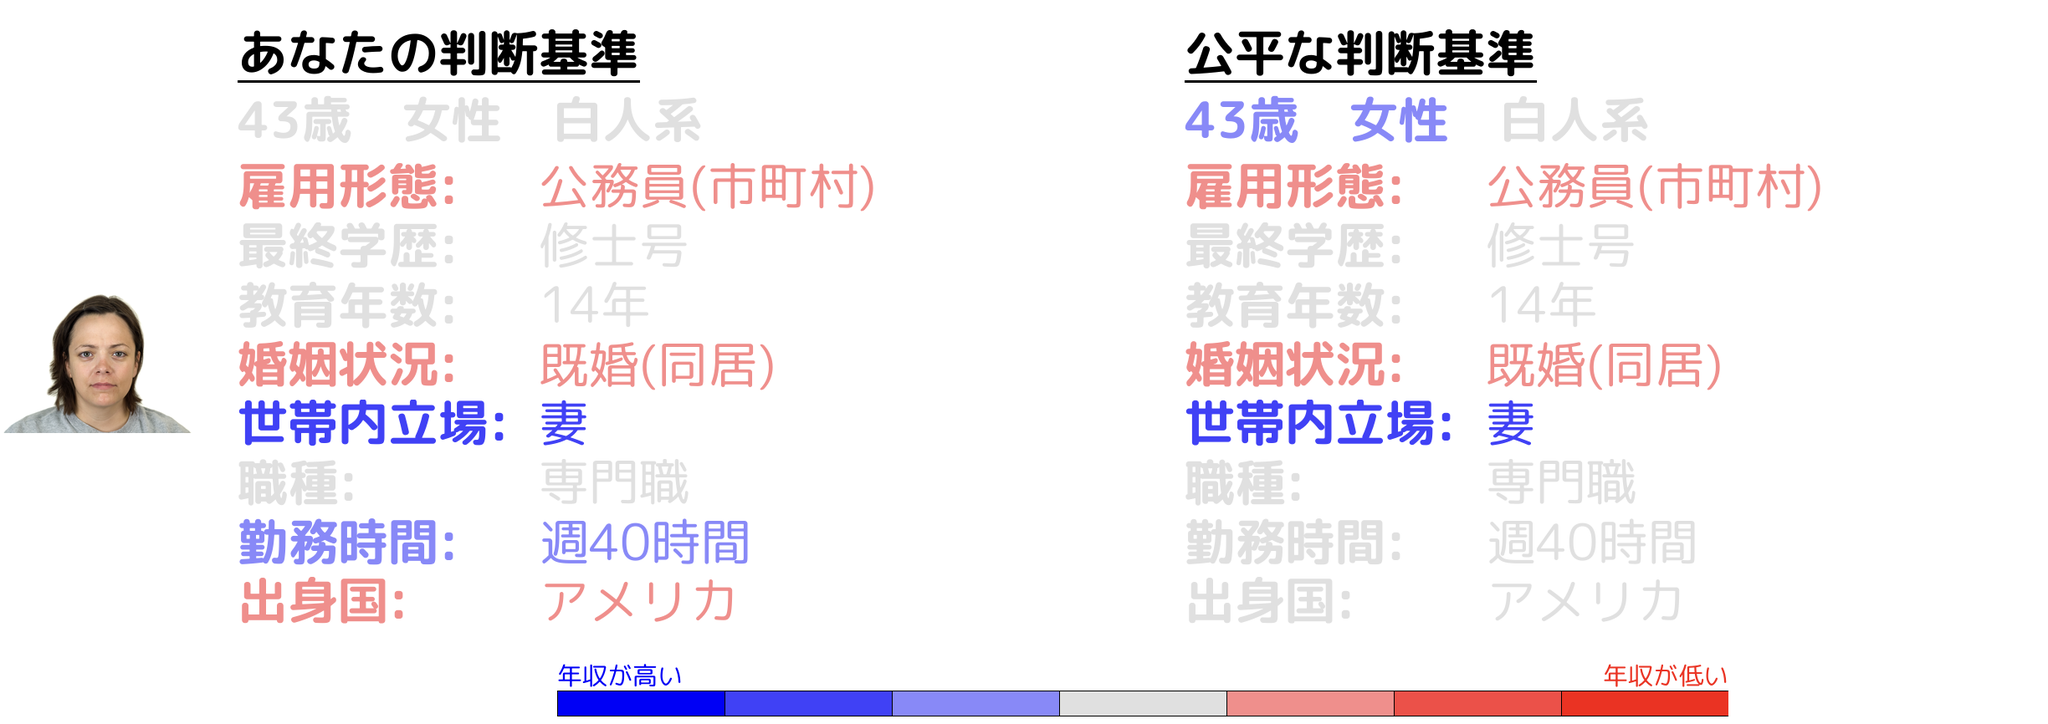 あなたの判断基準
43歳 女性 白人系
雇用形態: 公務員(市町村)
最終学歴: 修士号
教育年数: 14年
婚姻状況: 既婚(同居)
世帯内立場: 妻
職種: 専門職
勤務時間: 週40時間
出身国: アメリカ
公平な判断基準
43歳 女性 白人系
雇用形態: 公務員(市町村)
最終学歴: 修士号
教育年数: 14年
婚姻状況: 既婚(同居)
世帯内立場: 妻
職種: 専門職
勤務時間: 週40時間
出身国: アメリカ
年収が高い
年収が低い